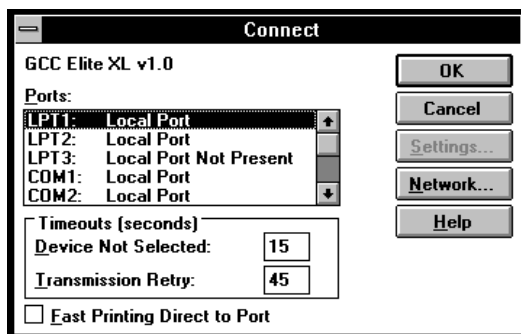 Connect
GCC Elite XL v1.0
Ports:
LPT1: Local Port
LPT2: Local Port
LPT3: Local Port Not Present
COM1: Local Port
COM2: Local Port
Timeouts (seconds)
Device Not Selected: 15
Transmission Retry: 45
Fast Printing Direct to Port
OK
Cancel
Settings...
Network...
Help